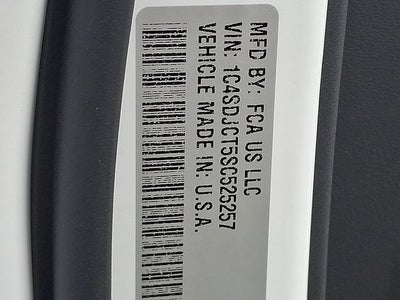 MFD BY: FCA US LLC
VIN: 1C4SDJCT5SC525257
VEHICLE MADE IN: U.S.A.